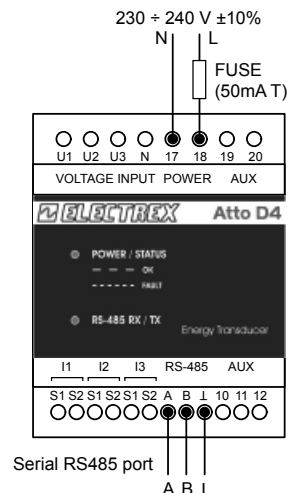 230 ÷ 240 V ±10%
N L
FUSE
(50mA T)
U1 U2 U3 N 17 18 19 20
VOLTAGE INPUT POWER AUX
ELECTREX Atto D4
POWER / STATUS
— — — OK
------ FAULT
RS-485 RX / TX
Energy Transducer
I1 I2 I3 RS-485 AUX
S1 S2 S1 S2 S1 S2 A B ⊥ 10 11 12
Serial RS485 port
A B ⊥